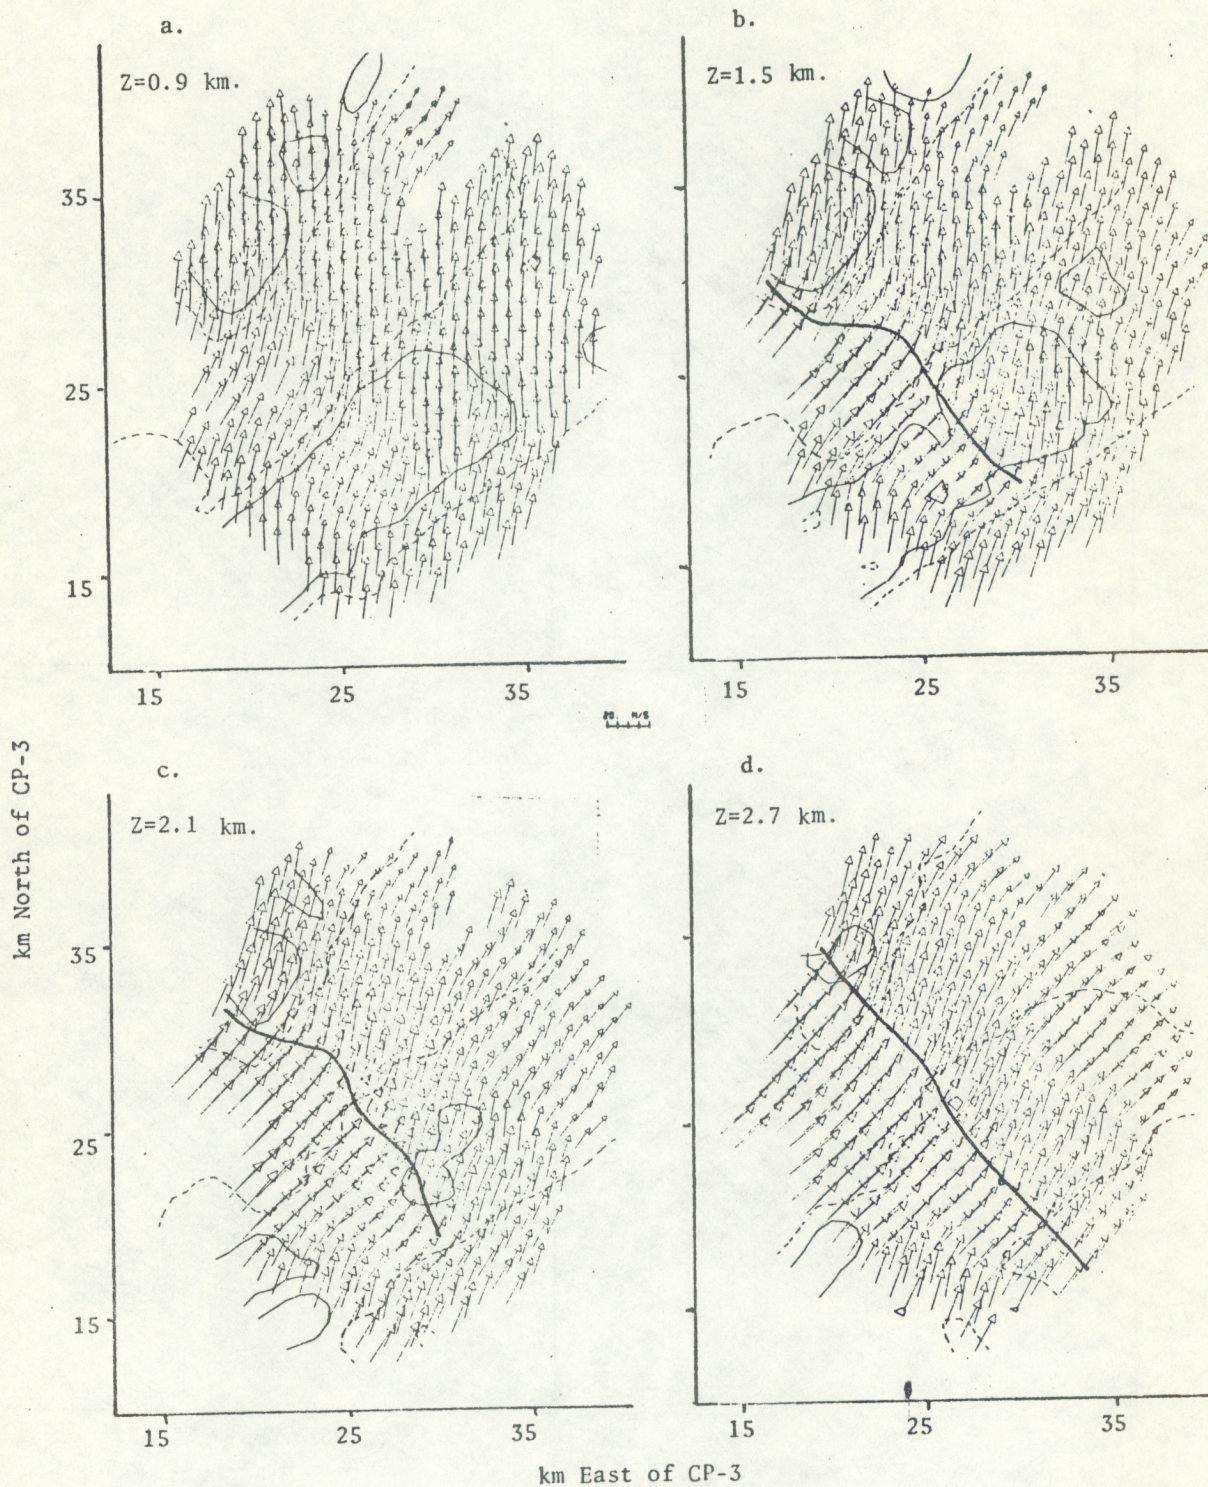 a.
Z=0.9 km.
35
25
15
15 25 35
b.
Z=1.5 km.
15 25 35
20. M/S
km North of CP-3
c.
Z=2.1 km.
35
25
15
15 25 35
d.
Z=2.7 km.
15 25 35
km East of CP-3